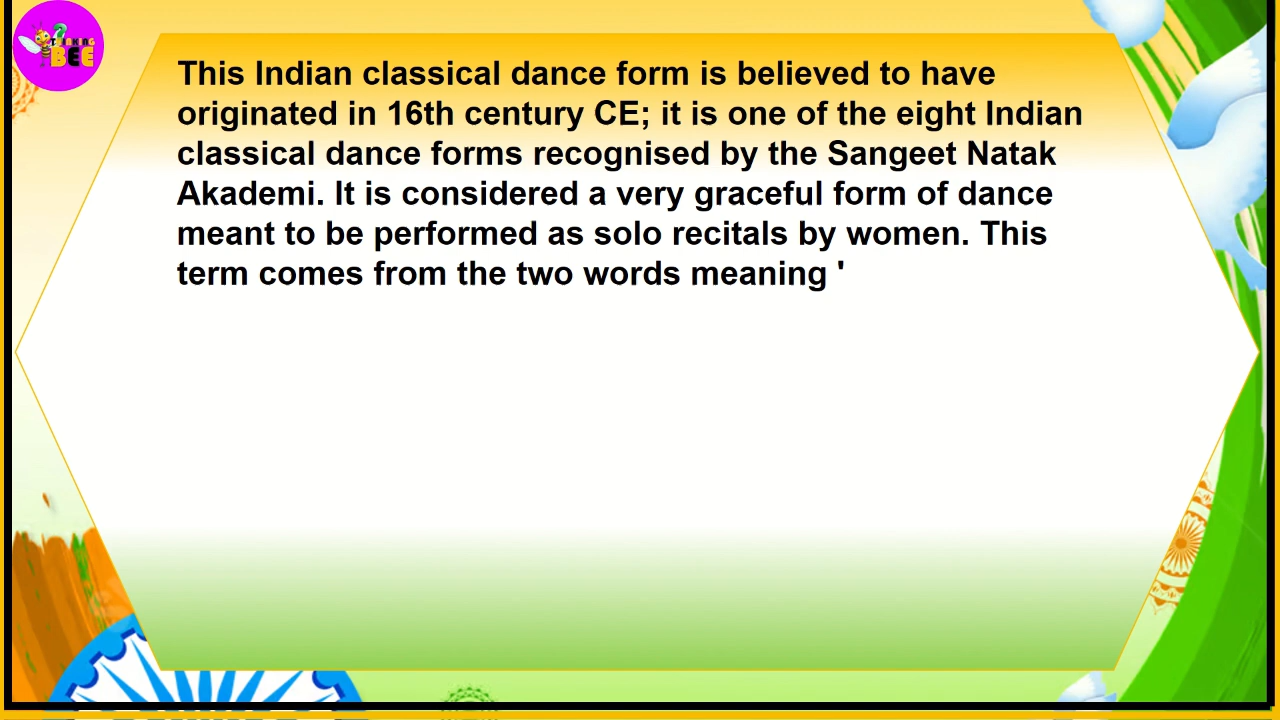 THINKING
BEE
This Indian classical dance form is believed to have
originated in 16th century CE; it is one of the eight Indian
classical dance forms recognised by the Sangeet Natak
Akademi. It is considered a very graceful form of dance
meant to be performed as solo recitals by women. This
term comes from the two words meaning '